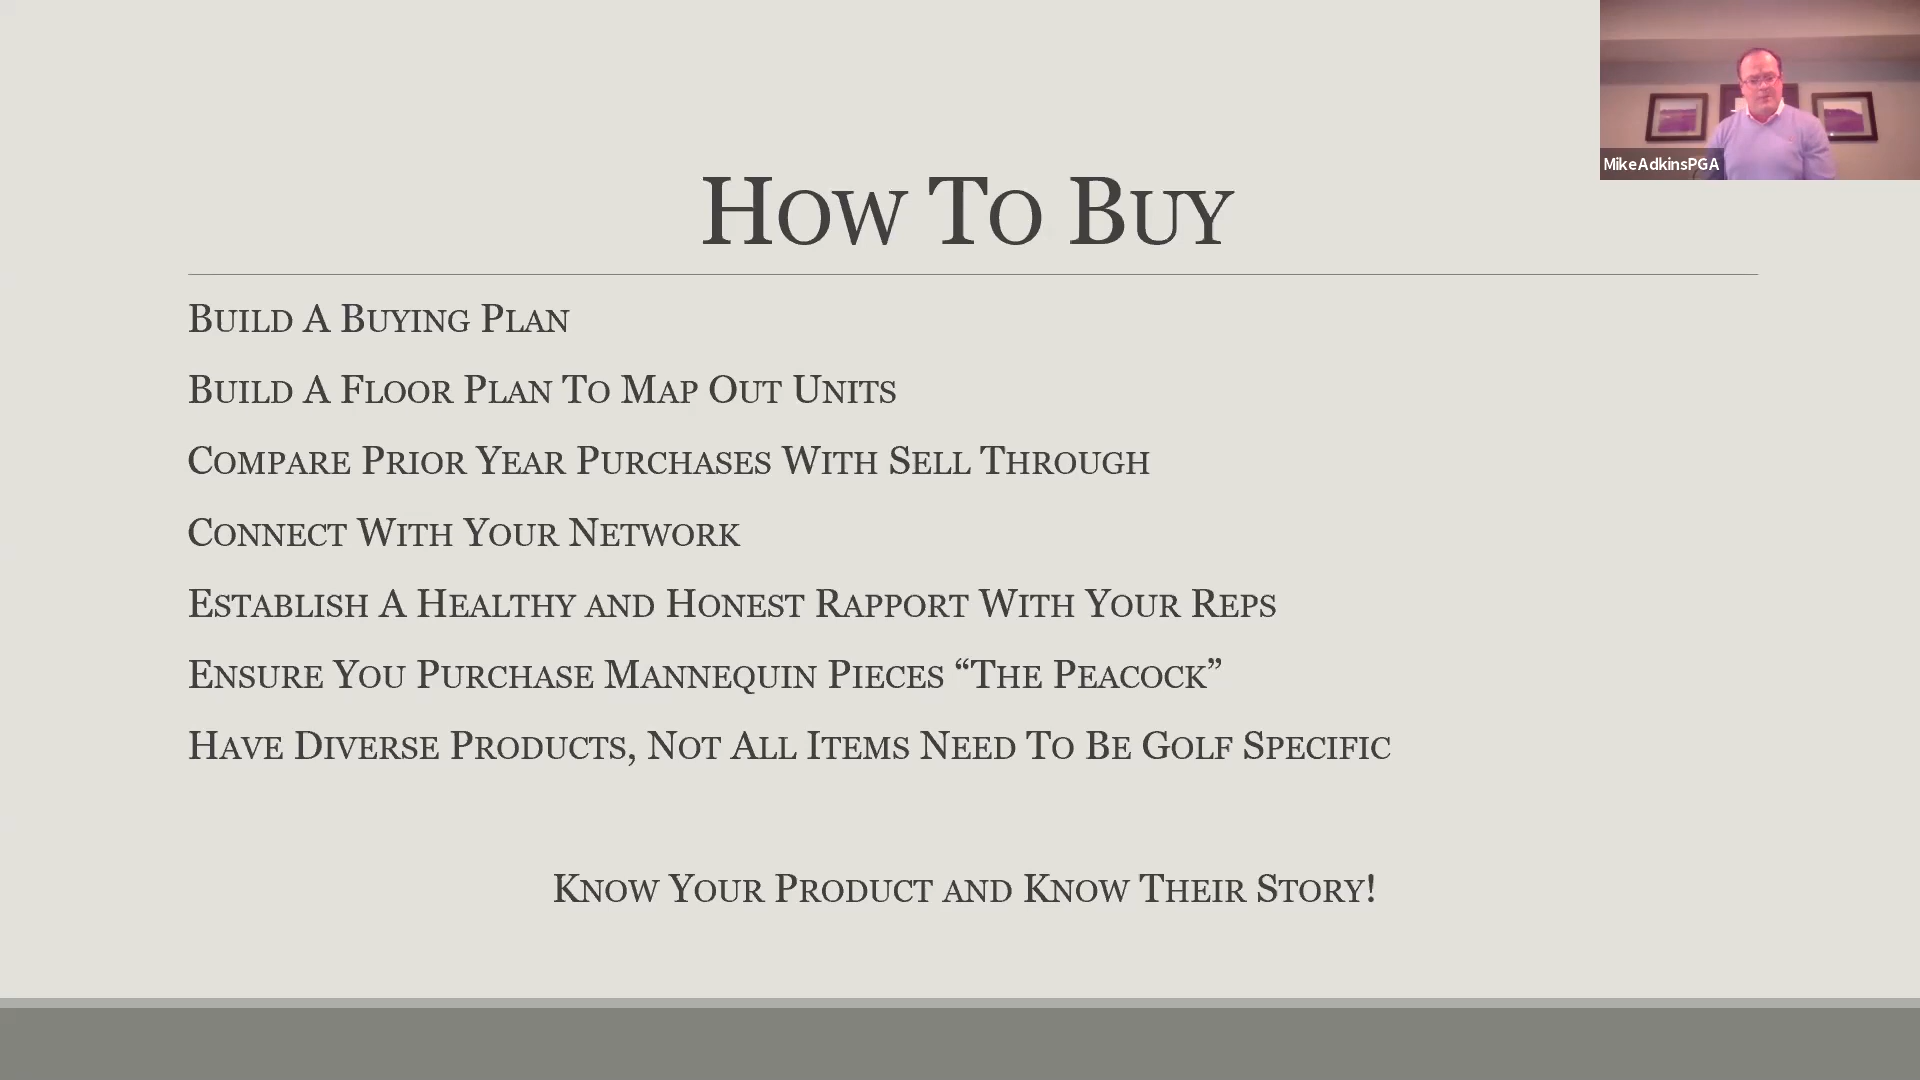 MikeAdkinsPGA
How To Buy
Build A Buying Plan
Build A Floor Plan To Map Out Units
Compare Prior Year Purchases With Sell Through
Connect With Your Network
Establish A Healthy and Honest Rapport With Your Reps
Ensure You Purchase Mannequin Pieces “The Peacock”
Have Diverse Products, Not All Items Need To Be Golf Specific
Know Your Product and Know Their Story!